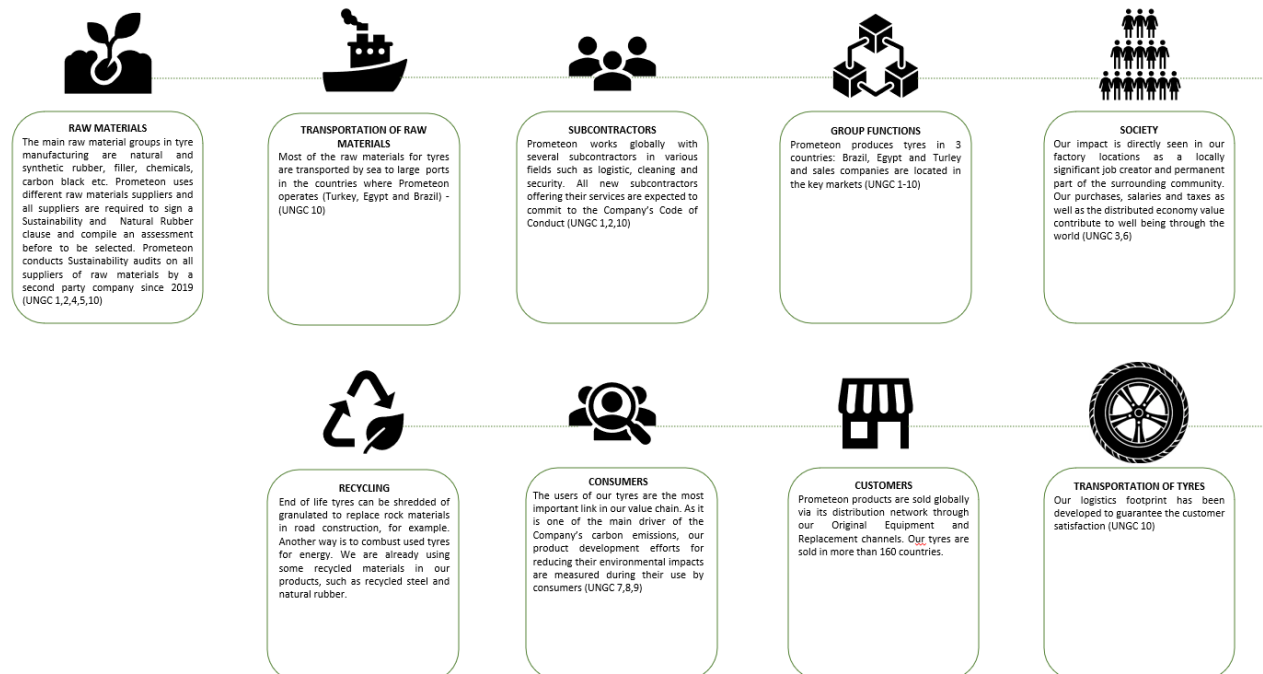 RAW MATERIALS
The main raw material groups in tyre
manufacturing are natural and
synthetic rubber, filler, chemicals,
carbon black etc. Prometeon uses
different raw materials suppliers and
all suppliers are required to sign a
Sustainability and Natural Rubber
clause and compile an assessment
before to be selected. Prometeon
conducts Sustainability audits on all
suppliers of raw materials by a
second party company since 2019
(UNGC 1,2,4,5,10)
TRANSPORTATION OF RAW
MATERIALS
Most of the raw materials for tyres
are transported by sea to large ports
in the countries where Prometeon
operates (Turkey, Egypt and Brazil) -
(UNGC 10)
SUBCONTRACTORS
Prometeon works globally with
several subcontractors in various
fields such as logistic, cleaning and
security. All new subcontractors
offering their services are expected to
commit to the Company's Code of
Conduct (UNGC 1,2,10)
GROUP FUNCTIONS
Prometeon produces tyres in 3
countries: Brazil, Egypt and Turley
and sales companies are located in
the key markets (UNGC 1-10)
SOCIETY
Our impact is directly seen in our
factory locations as a locally
significant job creator and permanent
part of the surrounding community.
Our purchases, salaries and taxes as
well as the distributed economy value
contribute to well being through the
world (UNGC 3,6)
RECYCLING
End of life tyres can be shredded of
granulated to replace rock materials
in road construction, for example.
Another way is to combust used tyres
for energy. We are already using
some recycled materials in our
products, such as recycled steel and
natural rubber.
CONSUMERS
The users of our tyres are the most
important link in our value chain. As it
is one of the main driver of the
Company's carbon emissions, our
product development efforts for
reducing their environmental impacts
are measured during their use by
consumers (UNGC 7,8,9)
CUSTOMERS
Prometeon products are sold globally
via its distribution network through
our Original Equipment and
Replacement channels. Our tyres are
sold in more than 160 countries.
TRANSPORTATION OF TYRES
Our logistics footprint has been
developed to guarantee the customer
satisfaction (UNGC 10)